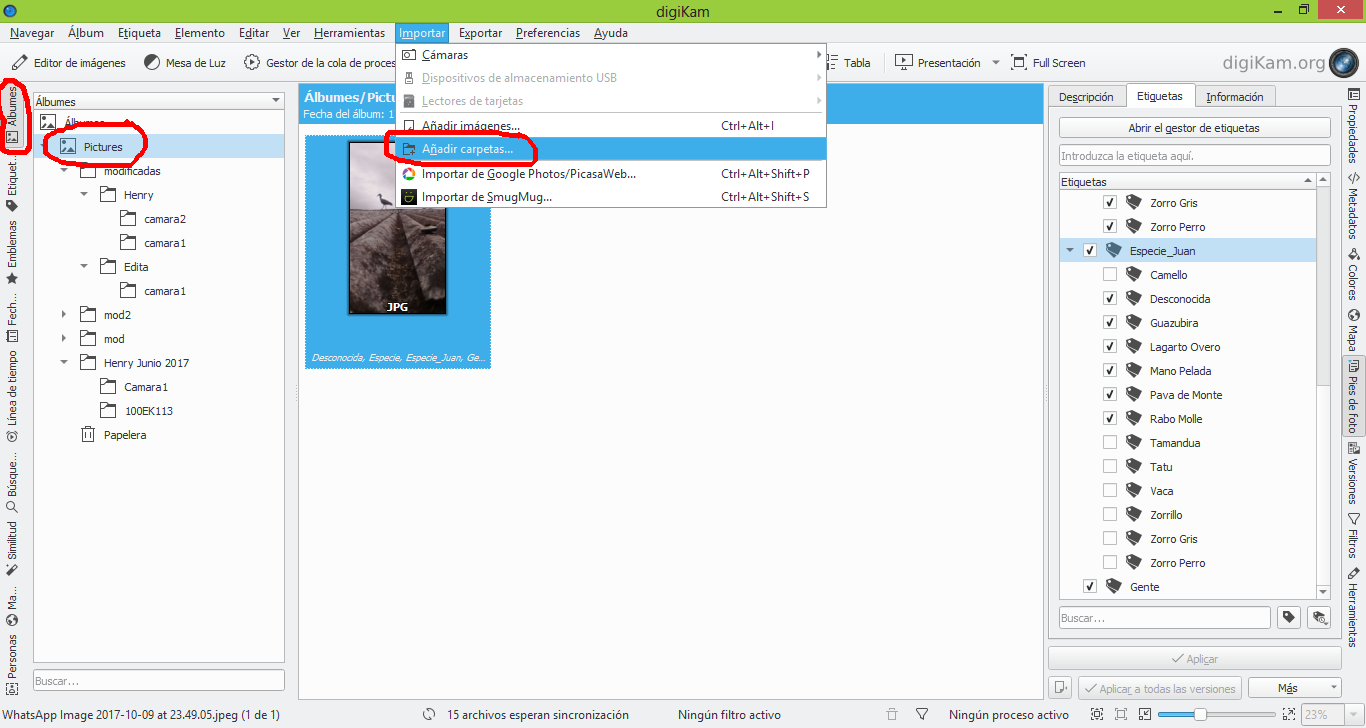 digiKam
Navegar Álbum Etiqueta Elemento Editar Ver Herramientas Importar Exportar Preferencias Ayuda
Editor de imágenes Mesa de Luz Gestor de la cola de proces Tabla Presentación Full Screen digiKam.org
Cámaras
Dispositivos de almacenamiento USB
Lectores de tarjetas
Añadir imágenes... Ctrl+Alt+I
Añadir carpetas...
Importar de Google Photos/PicasaWeb... Ctrl+Alt+Shift+P
Importar de SmugMug... Ctrl+Alt+Shift+S
Álbumes
Etiquet...
Emblemas
Fech...
Línea de tiempo
Búsque...
Similitud
Ma...
Personas
Álbumes
Álbumes
Pictures
modificadas
Henry
camara2
camara1
Edita
camara1
mod2
mod
Henry Junio 2017
Camara1
100EK113
Papelera
Buscar...
Álbumes/Pictu
Fecha del álbum: 1
JPG
Desconocida, Especie, Especie_Juan, Ge...
Descripción Etiquetas Información
Abrir el gestor de etiquetas
Introduzca la etiqueta aquí.
Etiquetas
Zorro Gris
Zorro Perro
Especie_Juan
Camello
Desconocida
Guazubira
Lagarto Overo
Mano Pelada
Pava de Monte
Rabo Molle
Tamandua
Tatu
Vaca
Zorrillo
Zorro Gris
Zorro Perro
Gente
Buscar...
Aplicar
Aplicar a todas las versiones Más
Propiedades
Metadatos
Colores
Mapa
Pies de foto
Versiones
Filtros
Herramientas
WhatsApp Image 2017-10-09 at 23.49.05.jpeg (1 de 1) 15 archivos esperan sincronización Ningún filtro activo Ningún proceso activo 23%